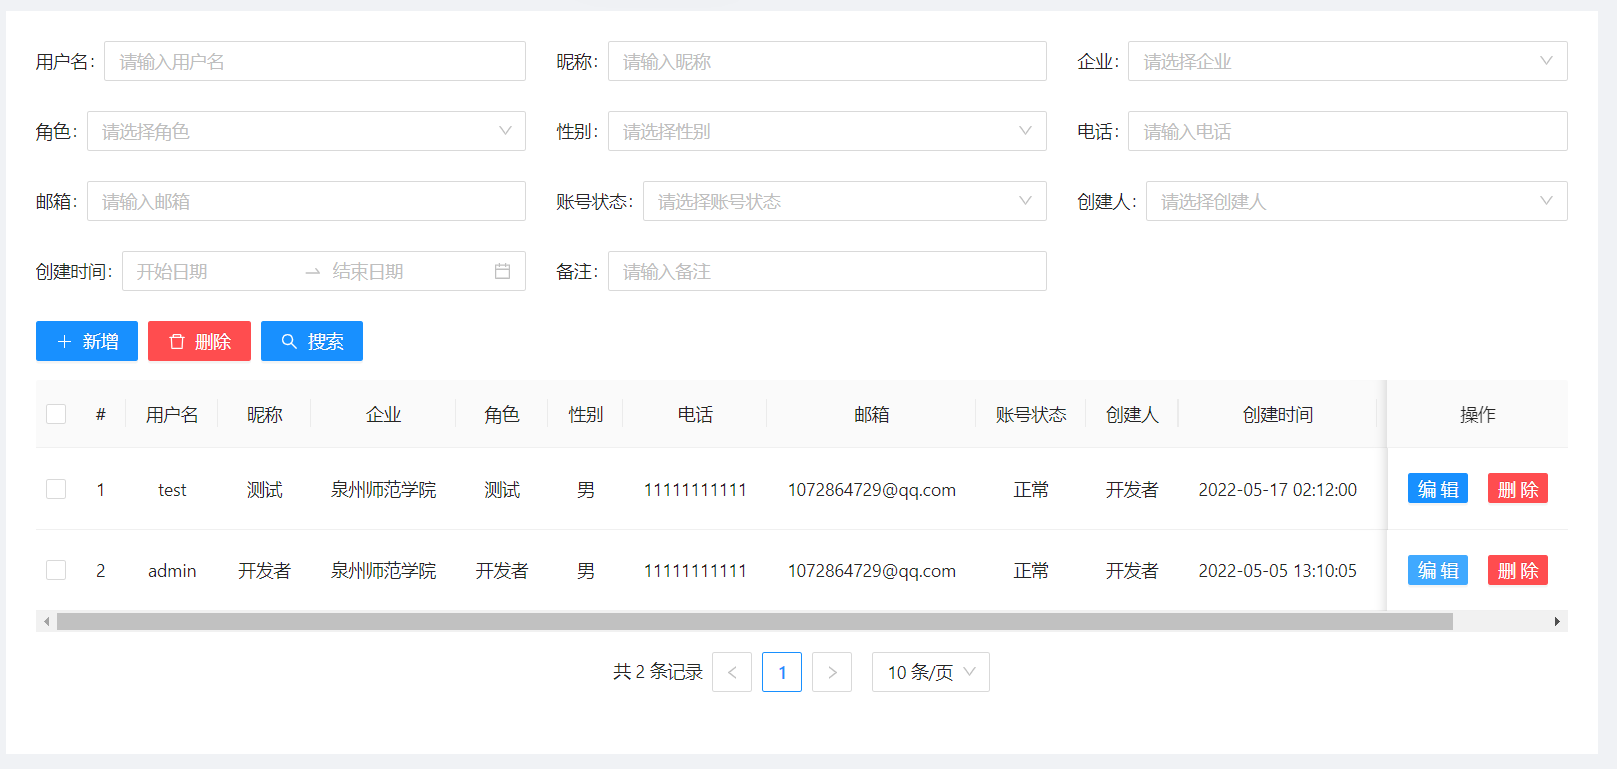 用户名: 请输入用户名 昵称: 请输入昵称 企业: 请选择企业
角色: 请选择角色 性别: 请选择性别 电话: 请输入电话
邮箱: 请输入邮箱 账号状态: 请选择账号状态 创建人: 请选择创建人
创建时间: 开始日期 → 结束日期 备注: 请输入备注
+ 新增 删除 搜索
# 用户名 昵称 企业 角色 性别 电话 邮箱 账号状态 创建人 创建时间 操作
1 test 测试 泉州师范学院 测试 男 11111111111 1072864729@qq.com 正常 开发者 2022-05-17 02:12:00 编辑 删除
2 admin 开发者 泉州师范学院 开发者 男 11111111111 1072864729@qq.com 正常 开发者 2022-05-05 13:10:05 编辑 删除
共 2 条记录 < 1 > 10 条/页